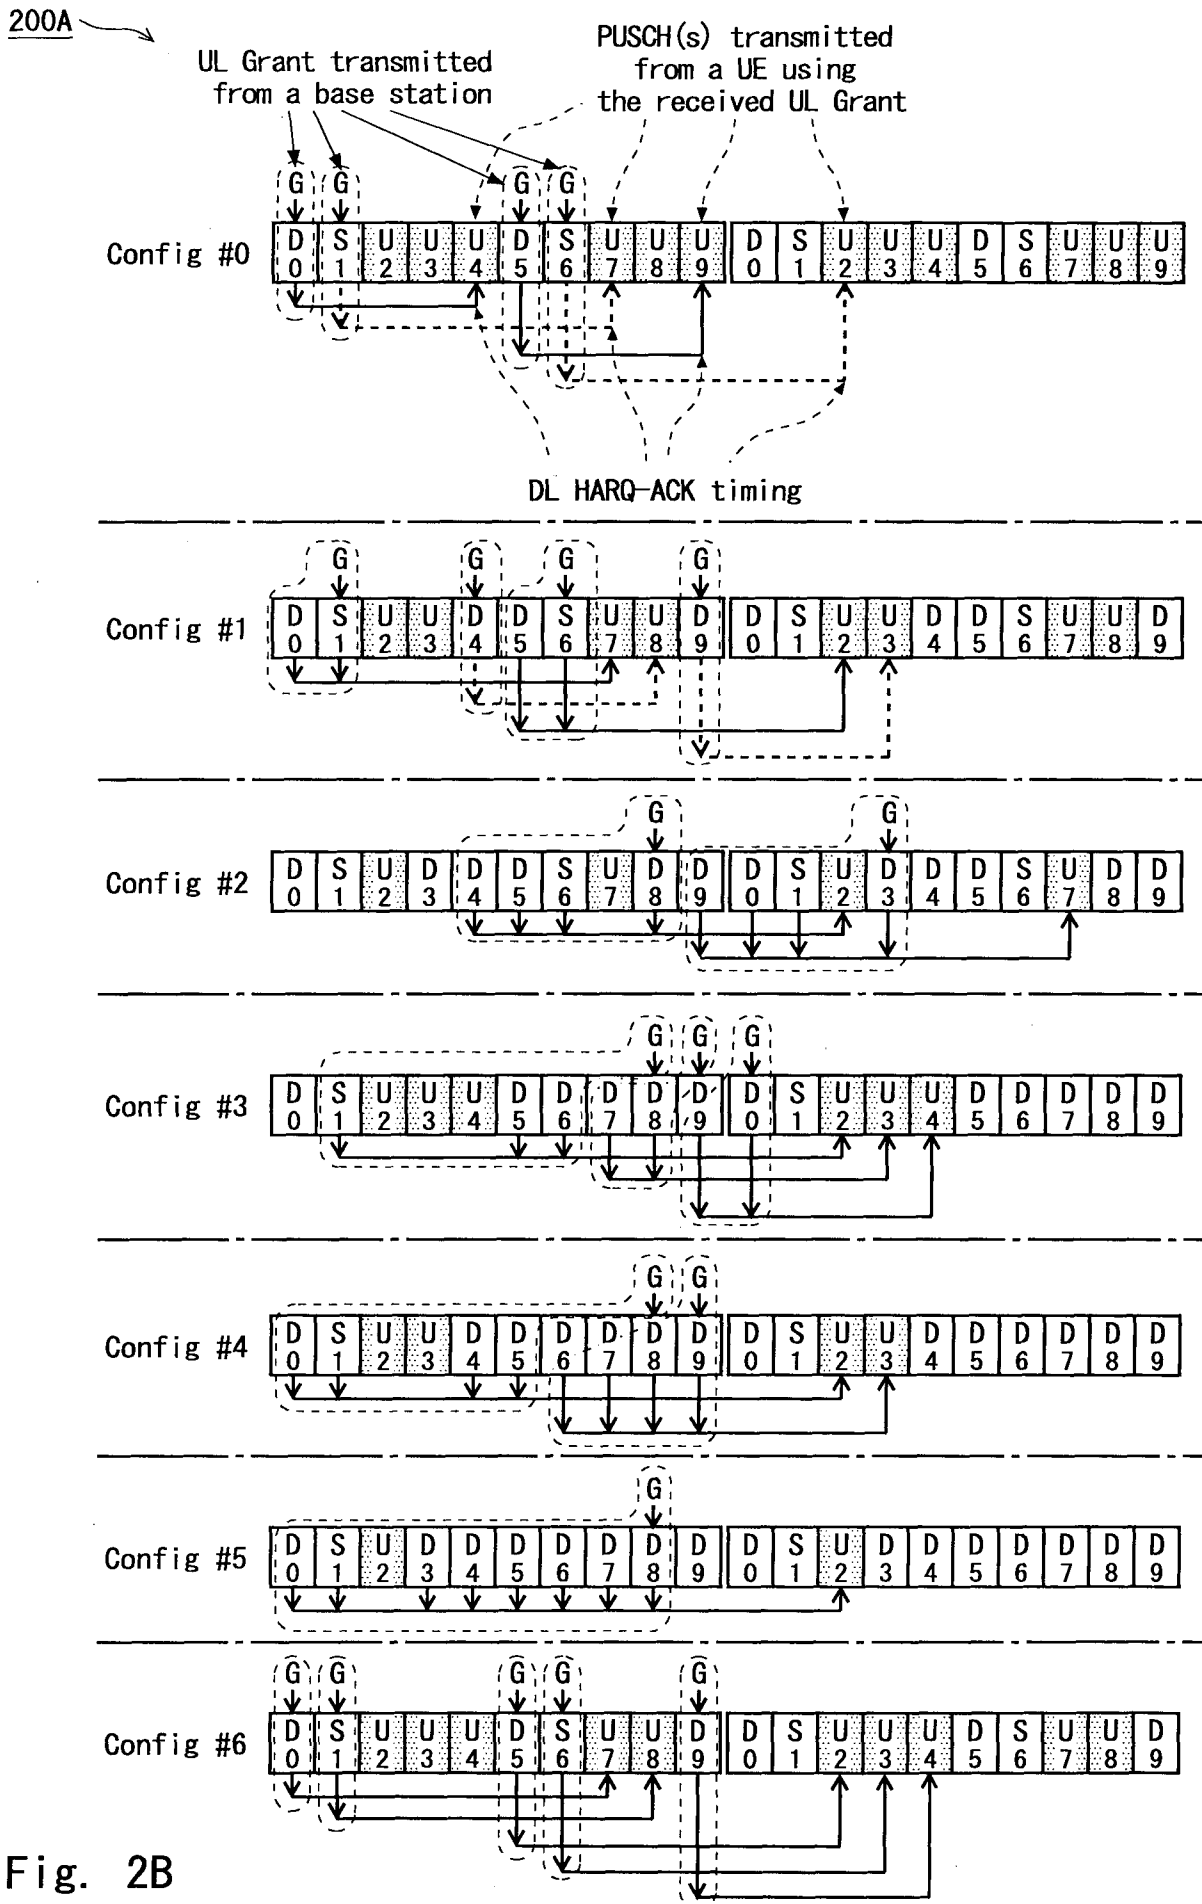 200A
UL Grant transmitted
from a base station
PUSCH(s) transmitted
from a UE using
the received UL Grant
G G G G
Config #0
D S U U U D S U U U D S U U U D S U U U
0 1 2 3 4 5 6 7 8 9 0 1 2 3 4 5 6 7 8 9
DL HARQ-ACK timing
G G G G
Config #1
D S U U D D S U U D D S U U D D S U U D
0 1 2 3 4 5 6 7 8 9 0 1 2 3 4 5 6 7 8 9
G G
Config #2
D S U D D D S U D D D S U D D D S U D D
0 1 2 3 4 5 6 7 8 9 0 1 2 3 4 5 6 7 8 9
G G G
Config #3
D S U U U D D D D D D S U U U D D D D D
0 1 2 3 4 5 6 7 8 9 0 1 2 3 4 5 6 7 8 9
G G
Config #4
D S U U D D D D D D D S U U D D D D D D
0 1 2 3 4 5 6 7 8 9 0 1 2 3 4 5 6 7 8 9
G
Config #5
D S U D D D D D D D D S U D D D D D D D
0 1 2 3 4 5 6 7 8 9 0 1 2 3 4 5 6 7 8 9
G G G G G
Config #6
D S U U U D S U U D D S U U U D S U U D
0 1 2 3 4 5 6 7 8 9 0 1 2 3 4 5 6 7 8 9
Fig. 2B